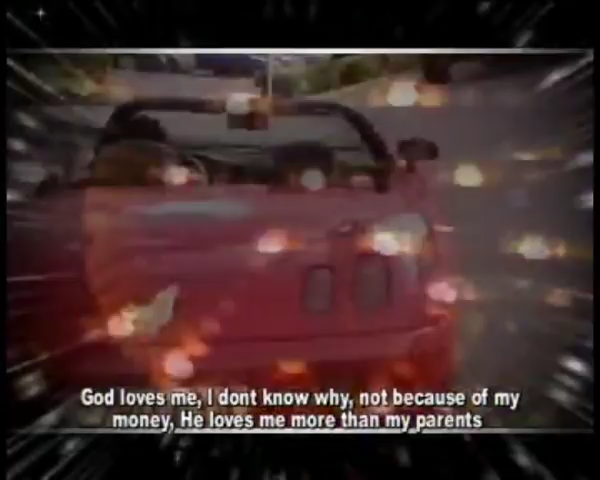 God loves me, I dont know why, not because of my
money, He loves me more than my parents